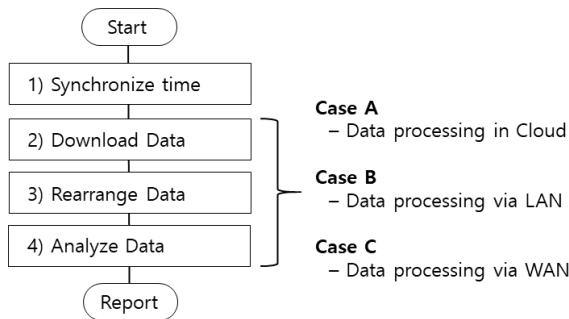 Start
1) Synchronize time
2) Download Data
3) Rearrange Data
4) Analyze Data
Report
Case A
– Data processing in Cloud
Case B
– Data processing via LAN
Case C
– Data processing via WAN